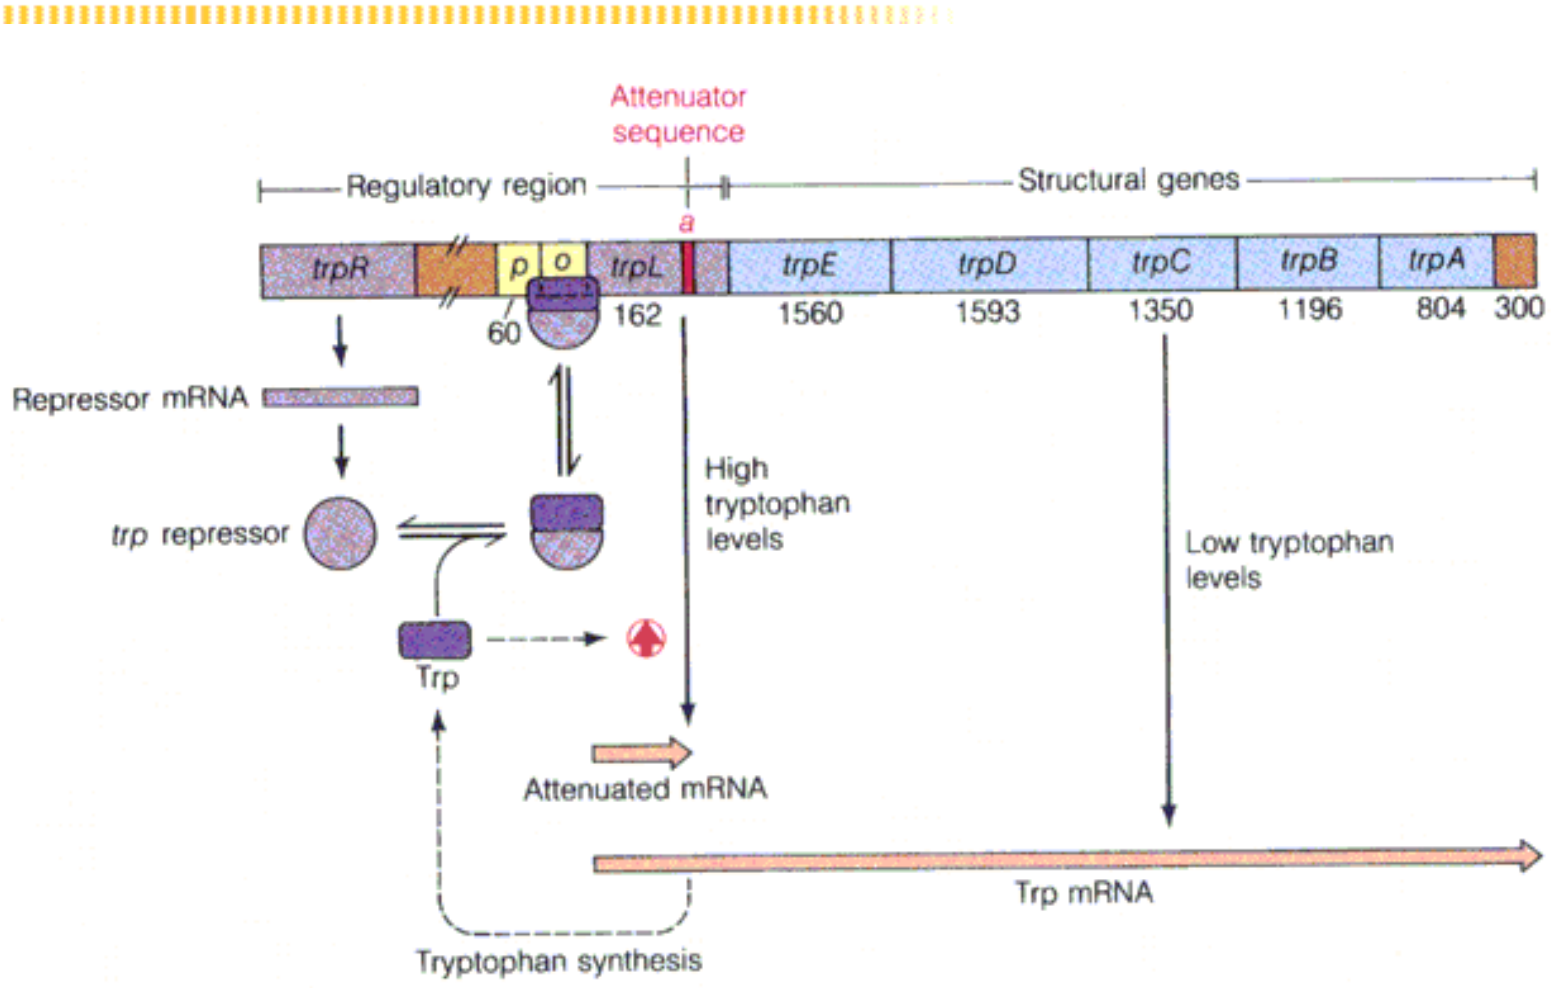 Attenuator
sequence
Regulatory region
Structural genes
a
trpR
p
o
trpL
trpE
trpD
trpC
trpB
trpA
60
162
1560
1593
1350
1196
804
300
Repressor mRNA
High
tryptophan
levels
trp repressor
Low tryptophan
levels
Trp
Attenuated mRNA
Trp mRNA
Tryptophan synthesis